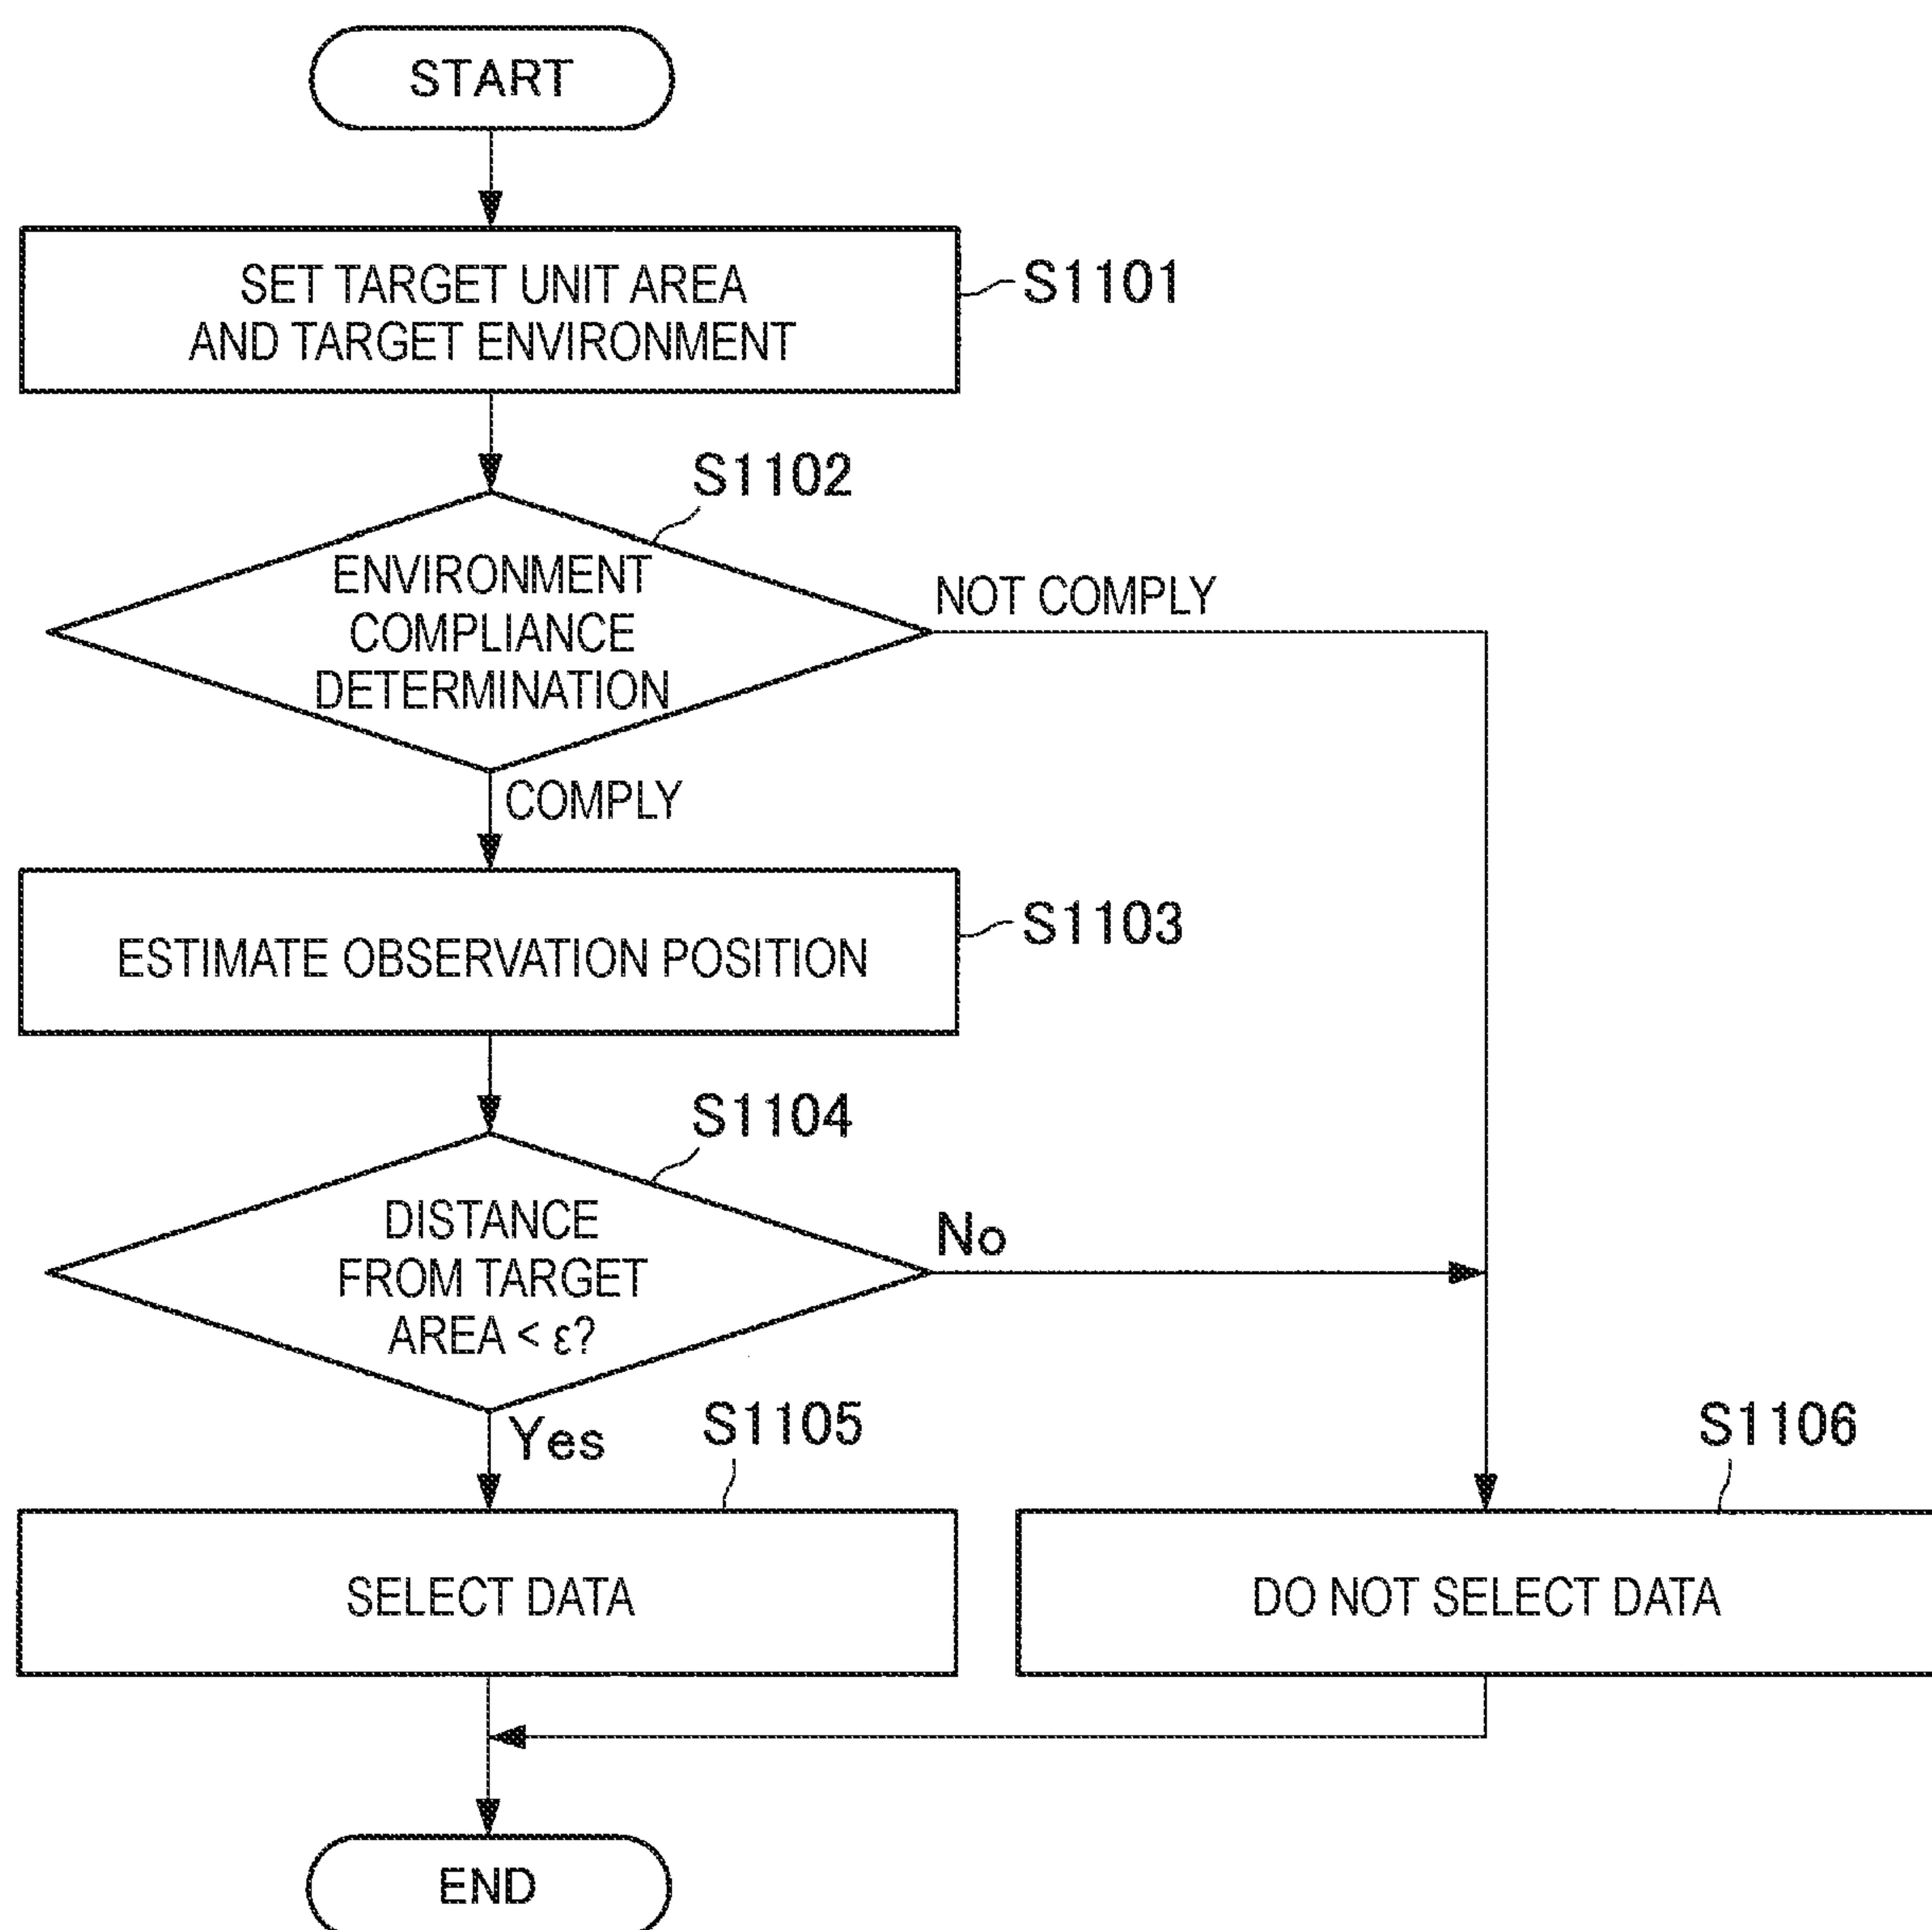 START
SET TARGET UNIT AREA
AND TARGET ENVIRONMENT
S1101
S1102
ENVIRONMENT
COMPLIANCE
DETERMINATION
NOT COMPLY
COMPLY
ESTIMATE OBSERVATION POSITION
S1103
S1104
DISTANCE
FROM TARGET
AREA < ε?
No
Yes
S1105
S1106
SELECT DATA
DO NOT SELECT DATA
END